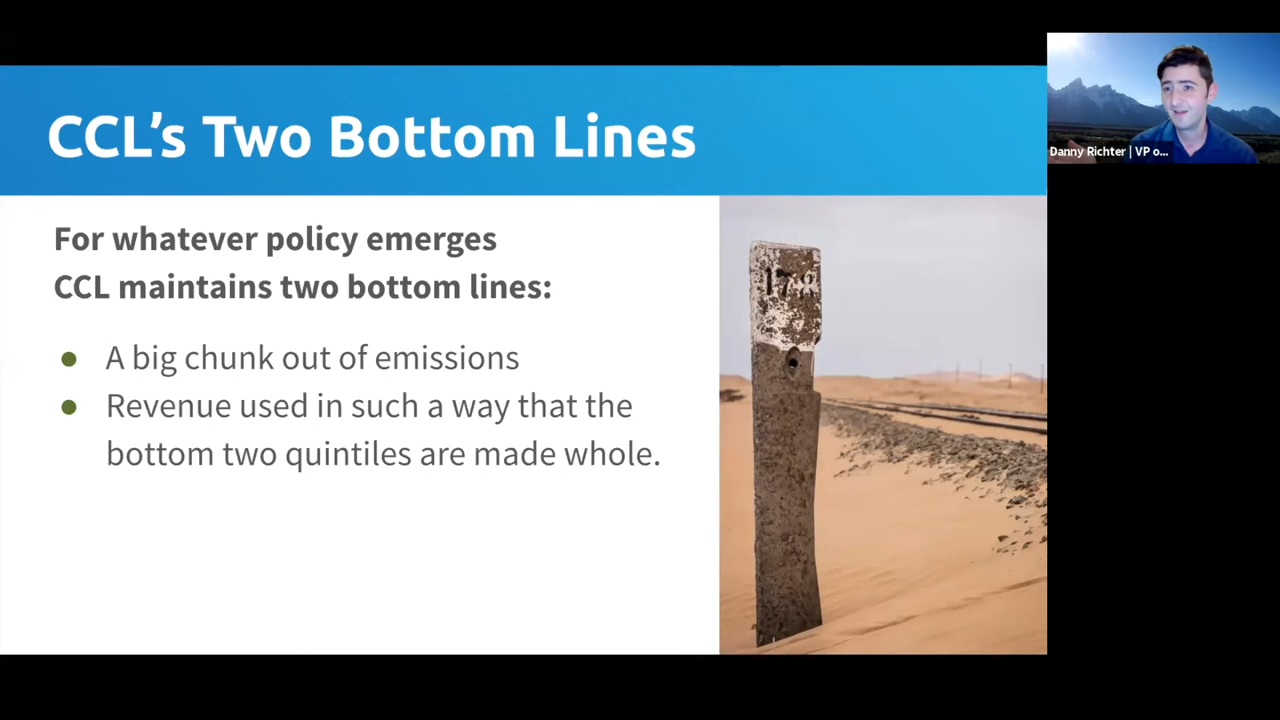 CCL’s Two Bottom Lines
Danny Richter | VP o...
For whatever policy emerges
CCL maintains two bottom lines:
● A big chunk out of emissions
● Revenue used in such a way that the
bottom two quintiles are made whole.
178